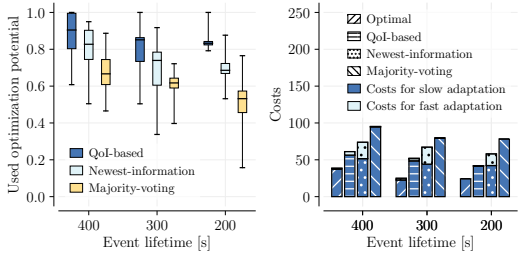 Used optimization potential
1.0
0.8
0.6
0.4
0.2
0.0
QoI-based
Newest-information
Majority-voting
400
300
200
Event lifetime [s]
Costs
250
200
150
100
50
0
Optimal
QoI-based
Newest-information
Majority-voting
Costs for slow adaptation
Costs for fast adaptation
400
300
200
Event lifetime [s]